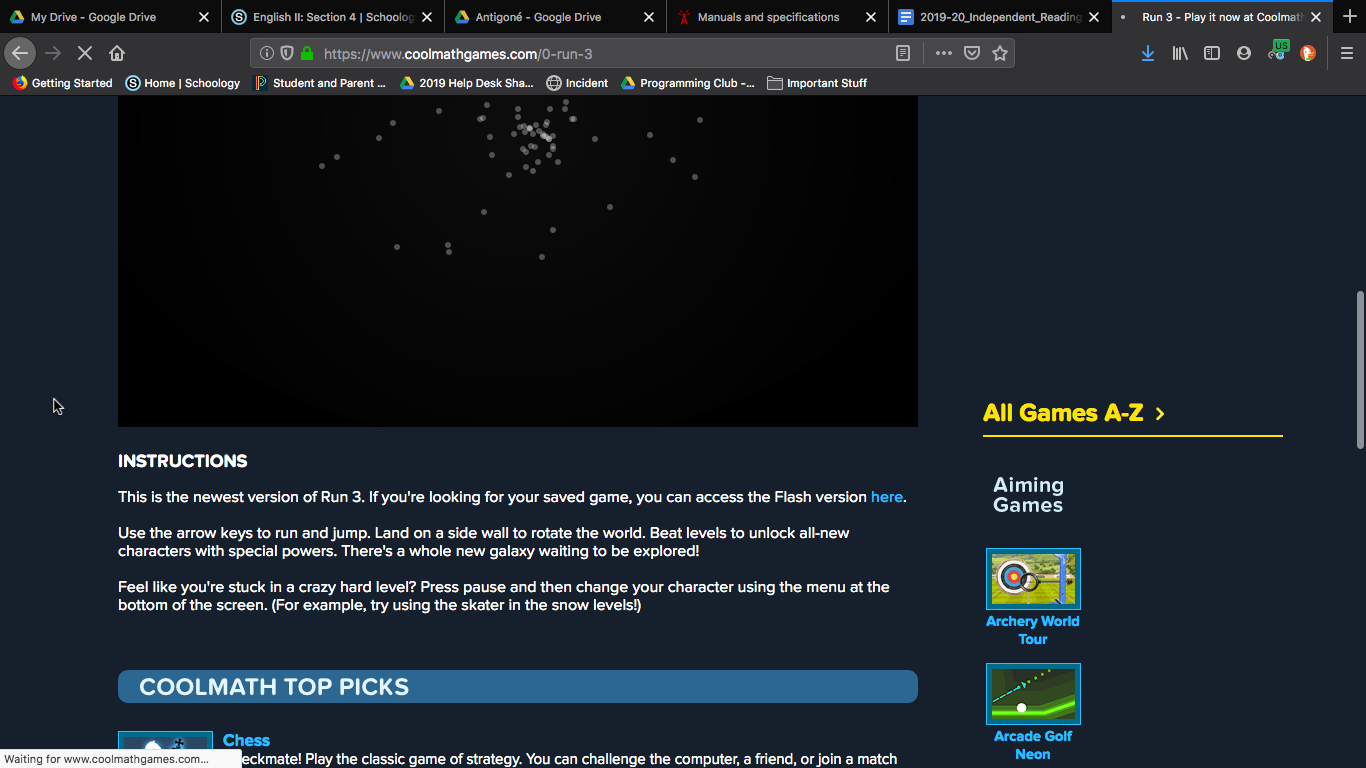 My Drive - Google Drive
English II: Section 4 | Schoolog
Antigoné - Google Drive
Manuals and specifications
2019-20_Independent_Reading
Run 3 - Play it now at Coolmath
https://www.coolmathgames.com/0-run-3
US
Getting Started
Home | Schoology
Student and Parent ...
2019 Help Desk Sha...
Incident
Programming Club -...
Important Stuff
INSTRUCTIONS
This is the newest version of Run 3. If you're looking for your saved game, you can access the Flash version here.
Use the arrow keys to run and jump. Land on a side wall to rotate the world. Beat levels to unlock all-new
characters with special powers. There's a whole new galaxy waiting to be explored!
Feel like you're stuck in a crazy hard level? Press pause and then change your character using the menu at the
bottom of the screen. (For example, try using the skater in the snow levels!)
COOLMATH TOP PICKS
Chess
eckmate! Play the classic game of strategy. You can challenge the computer, a friend, or join a match
Waiting for www.coolmathgames.com...
All Games A-Z >
Aiming
Games
Archery World
Tour
Arcade Golf
Neon